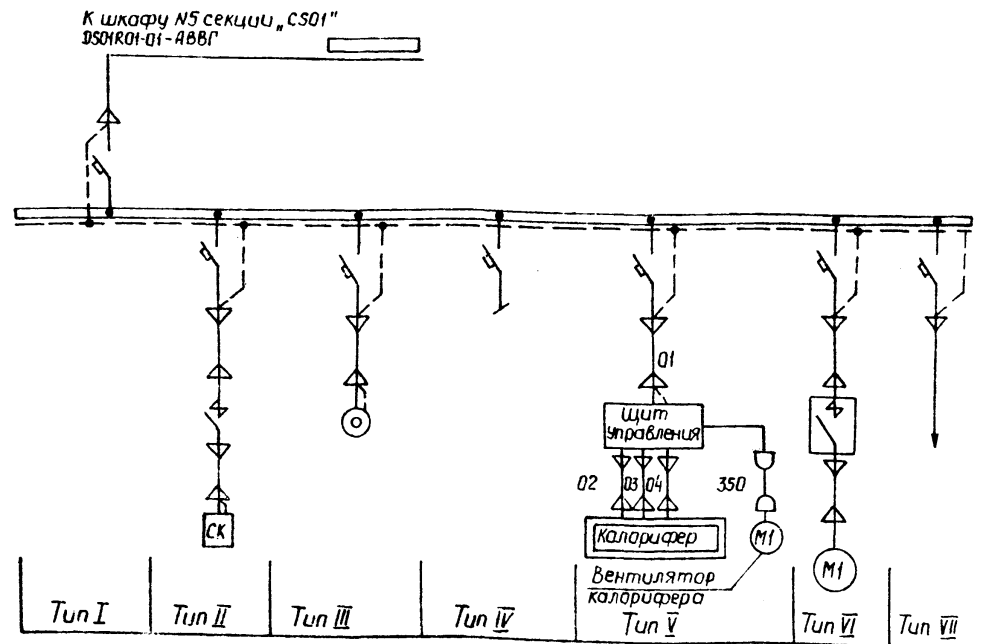 К шкафу N5 секции „CS01"
DS01R01-01-АВВГ
01
Щит
управления
02
03
04
350
СК
Калорифер
М1
М1
Вентилятор
калорифера
Тип I
Тип II
Тип III
Тип IV
Тип V
Тип VI
Тип VII